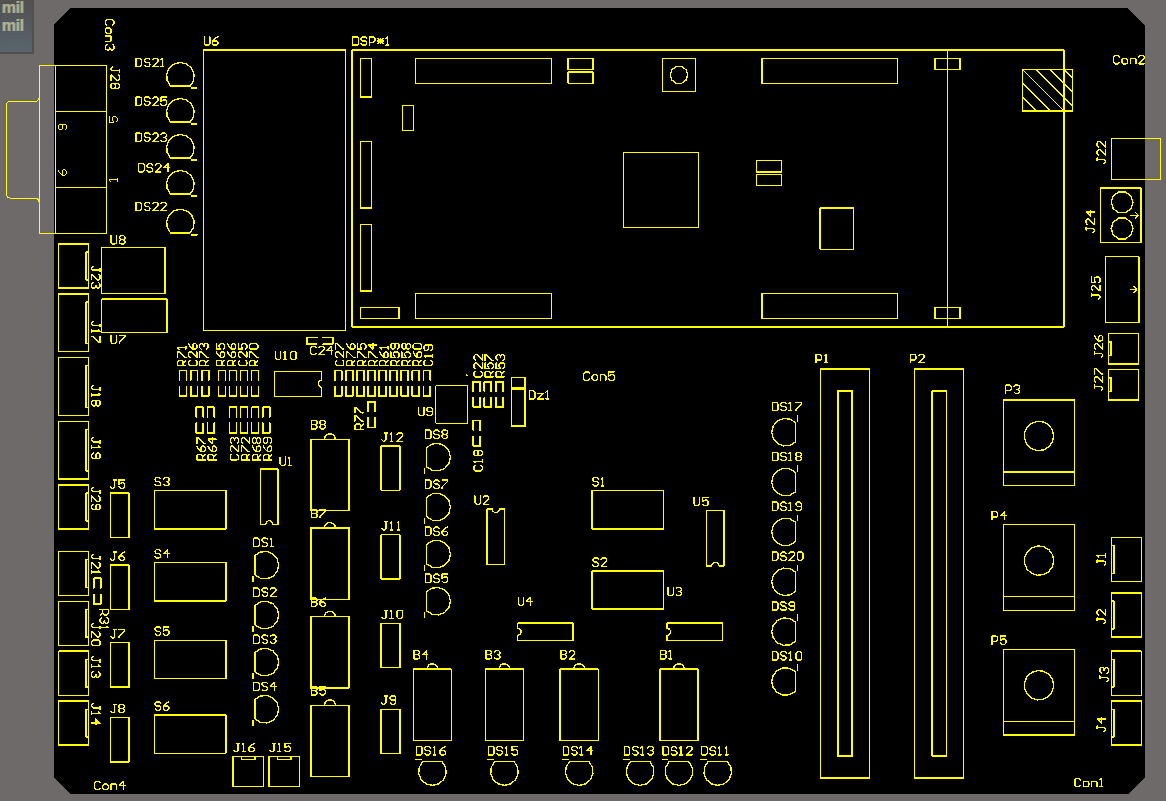 mil
mil
Con3
U6
DSP*1
DS21
Con2
J28
DS25
5
9
DS23
J22
DS24
6
1
DS22
J24
U8
J23
J25
J17
U7
J26
R71
C26
R73
R65
R66
C25
R70
U10
C24
C27
R76
R75
R74
R61
R59
R58
R60
C19
C22
R57
R53
P1
P2
J27
Con5
J18
Dz1
P3
U9
R77
DS17
B8
J12
DS8
R67
R64
C23
R72
R68
R69
J19
C18
DS18
U1
J5
S3
DS7
S1
J29
U2
U5
DS19
B7
P4
J11
DS6
DS1
J6
S4
S2
DS20
J1
J21
DS5
DS2
R31
B6
J10
U4
U3
DS9
J2
J20
J7
S5
DS3
P5
B4
B3
B2
B1
DS10
J13
J3
DS4
B5
J9
J8
S6
J14
J4
J16
J15
DS16
DS15
DS14
DS13
DS12
DS11
Con4
Con1